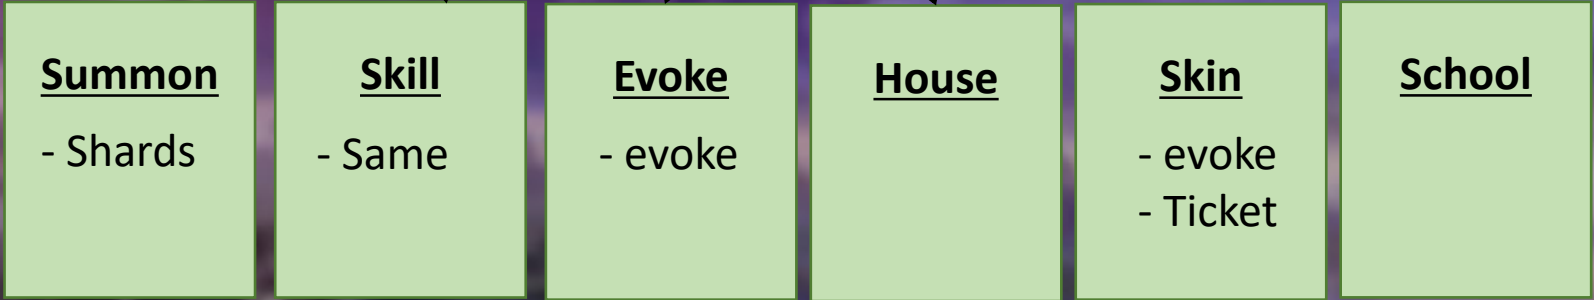 Summon
- Shards
Skill
- Same
Evoke
- evoke
House
Skin
- evoke
- Ticket
School